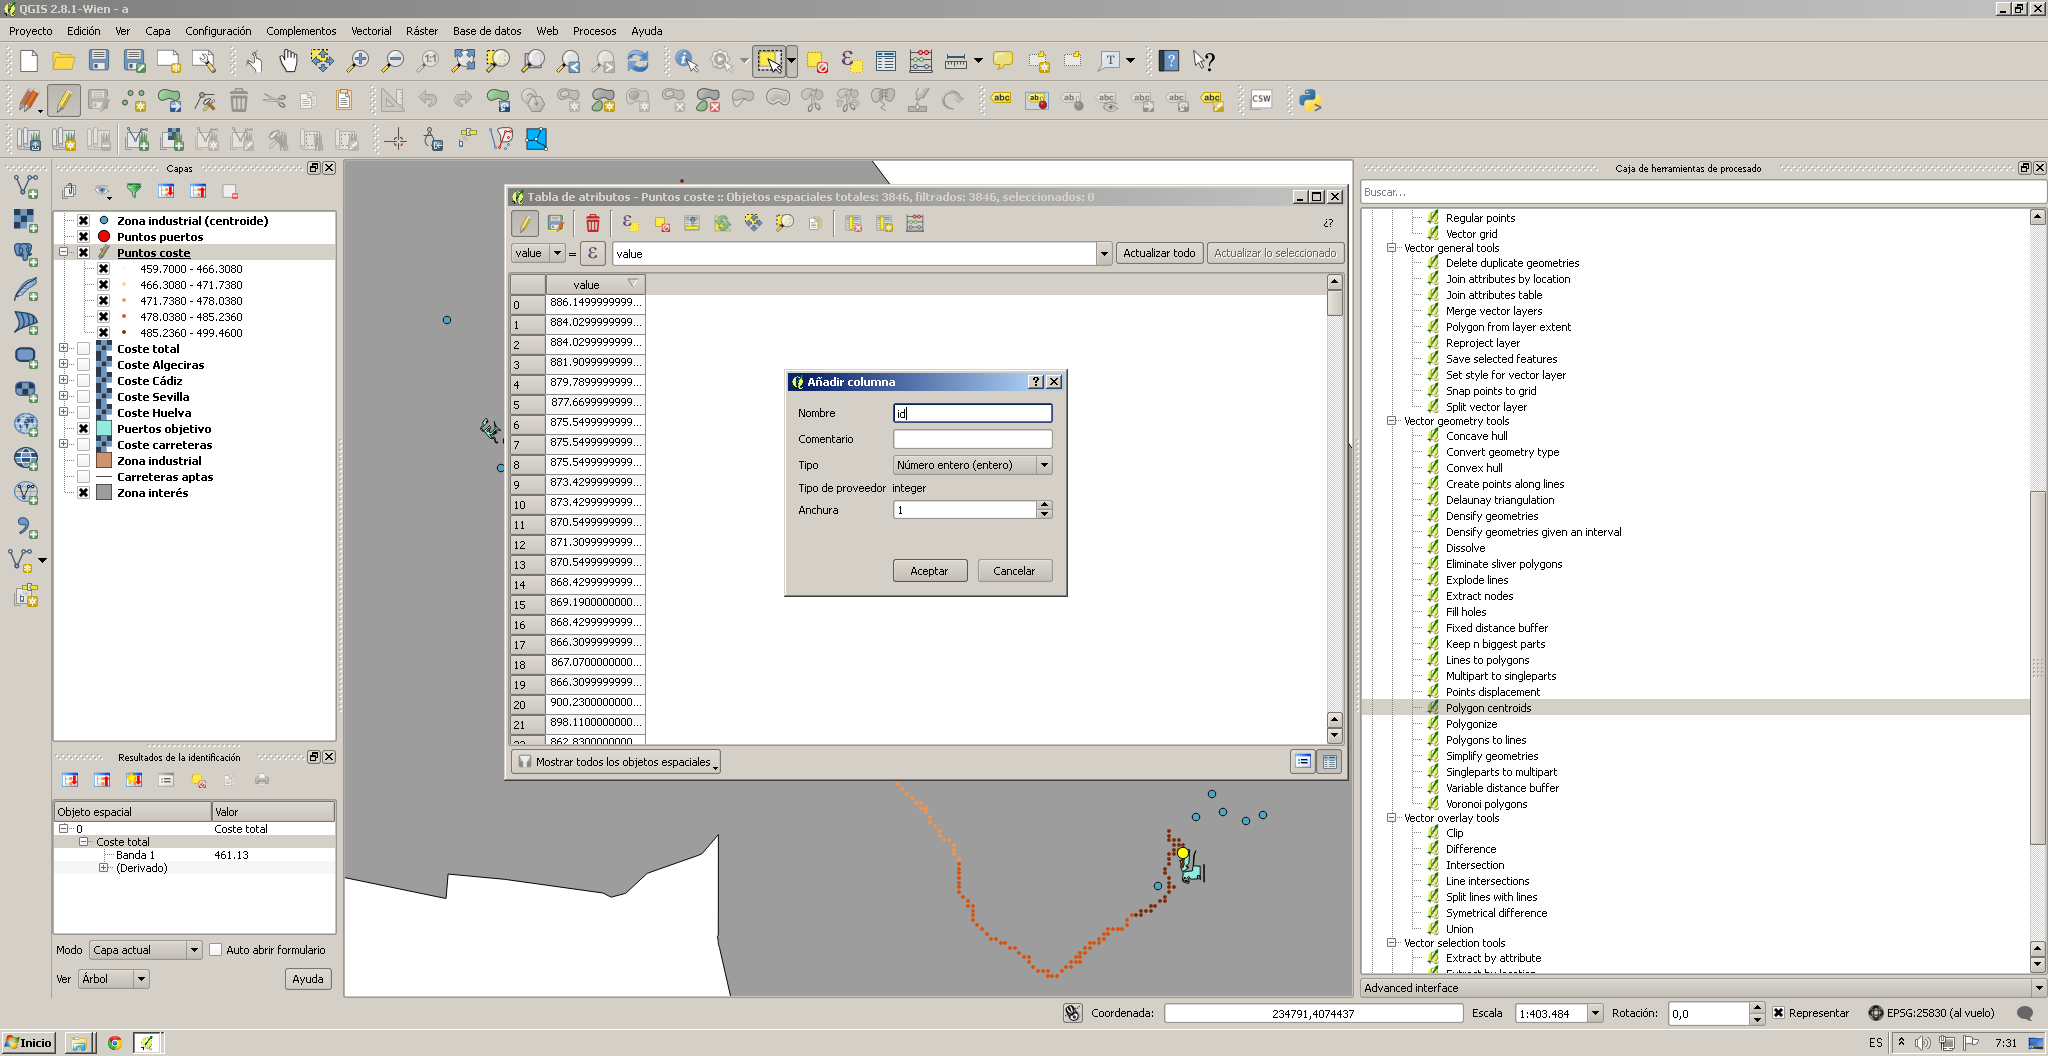 QGIS 2.8.1-Wien - a
Proyecto Edición Ver Capa Configuración Complementos Vectorial Ráster Base de datos Web Procesos Ayuda
Capas
Zona industrial (centroide)
Puntos puertos
Puntos coste
459.7000 - 466.3080
466.3080 - 471.7380
471.7380 - 478.0380
478.0380 - 485.2360
485.2360 - 499.4600
Coste total
Coste Algeciras
Coste Cádiz
Coste Sevilla
Coste Huelva
Puertos objetivo
Coste carreteras
Zona industrial
Carreteras aptas
Zona interés
Resultados de la identificación
Objeto espacial Valor
0 Coste total
Coste total
Banda 1 461.13
(Derivado)
Modo Capa actual Auto abrir formulario
Ver Árbol Ayuda
Tabla de atributos - Puntos coste :: Objetos espaciales totales: 3846, filtrados: 3846, seleccionados: 0
¿?
value = ε value Actualizar todo Actualizar lo seleccionado
value
0 886.1499999999...
1 884.0299999999...
2 884.0299999999...
3 881.9099999999...
4 879.7899999999...
5 877.6699999999...
6 875.5499999999...
7 875.5499999999...
8 875.5499999999...
9 873.4299999999...
10 873.4299999999...
11 870.5499999999...
12 871.3099999999...
13 870.5499999999...
14 868.4299999999...
15 869.1900000000...
16 868.4299999999...
17 866.3099999999...
18 867.0700000000...
19 866.3099999999...
20 900.2300000000...
21 898.1100000000...
22 862.8300000000
Mostrar todos los objetos espaciales
Añadir columna
Nombre id
Comentario
Tipo Número entero (entero)
Tipo de proveedor integer
Anchura 1
Aceptar Cancelar
Caja de herramientas de procesado
Buscar...
Regular points
Vector grid
Vector general tools
Delete duplicate geometries
Join attributes by location
Join attributes table
Merge vector layers
Polygon from layer extent
Reproject layer
Save selected features
Set style for vector layer
Snap points to grid
Split vector layer
Vector geometry tools
Concave hull
Convert geometry type
Convex hull
Create points along lines
Delaunay triangulation
Densify geometries
Densify geometries given an interval
Dissolve
Eliminate sliver polygons
Explode lines
Extract nodes
Fill holes
Fixed distance buffer
Keep n biggest parts
Lines to polygons
Multipart to singleparts
Points displacement
Polygon centroids
Polygonize
Polygons to lines
Simplify geometries
Singleparts to multipart
Variable distance buffer
Voronoi polygons
Vector overlay tools
Clip
Difference
Intersection
Line intersections
Split lines with lines
Symetrical difference
Union
Vector selection tools
Extract by attribute
Extract by location
Advanced interface
Coordenada: 234791,4074437 Escala 1:403.484 Rotación: 0,0 Representar EPSG:25830 (al vuelo)
Inicio ES 7:31